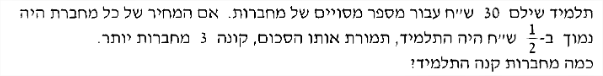 תלמיד שילם 30 ש״ח עבור מספר מסויים של מחברות. אם המחיר של כל מחברת היה
נמוך ב-1/2 ש״ח היה התלמיד, תמורת אותו הסכום, קונה 3 מחברות יותר.
כמה מחברות קנה התלמיד?